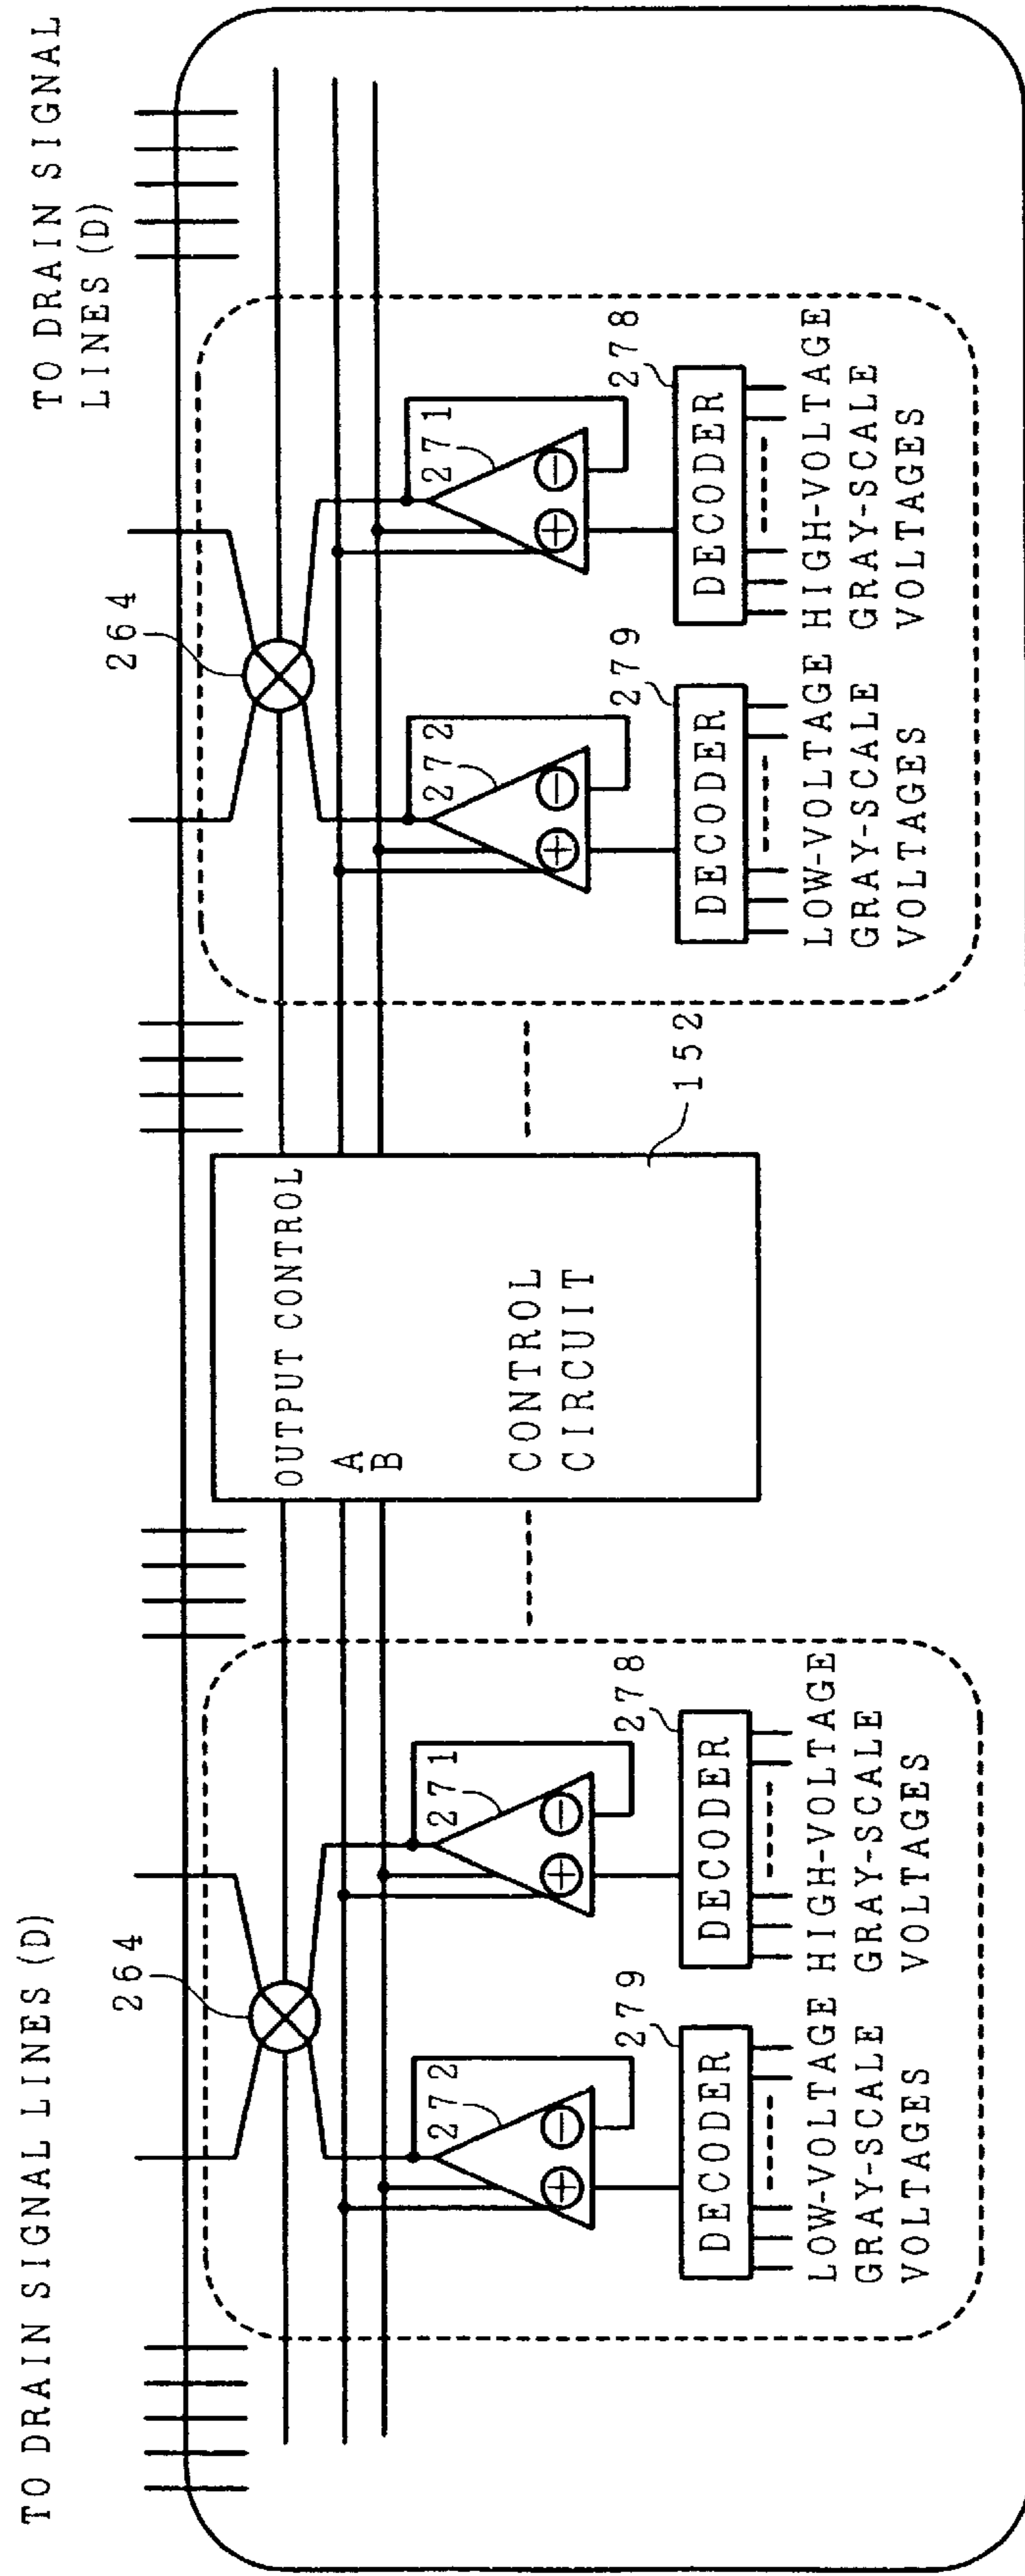 TO DRAIN SIGNAL LINES (D)
TO DRAIN SIGNAL
LINES (D)
264
264
OUTPUT CONTROL
A
B
CONTROL
CIRCUIT
152
272
271
272
271
279
278
279
278
DECODER
DECODER
DECODER
DECODER
LOW-VOLTAGE
GRAY-SCALE
VOLTAGES
HIGH-VOLTAGE
GRAY-SCALE
VOLTAGES
LOW-VOLTAGE
GRAY-SCALE
VOLTAGES
HIGH-VOLTAGE
GRAY-SCALE
VOLTAGES